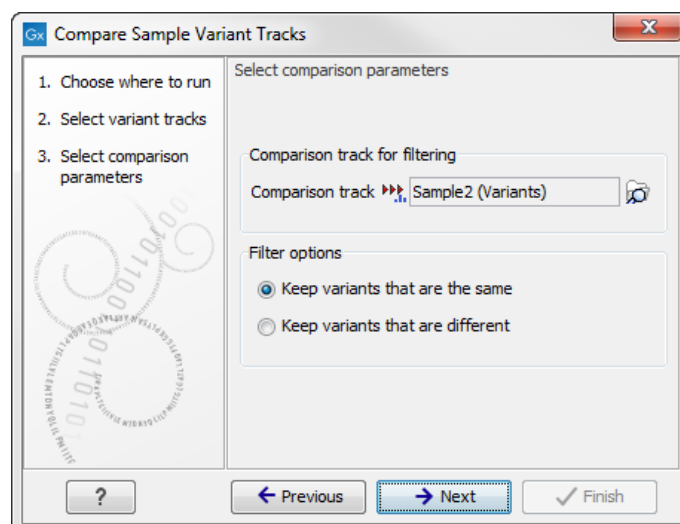 Gx Compare Sample Variant Tracks
1. Choose where to run
2. Select variant tracks
3. Select comparison
parameters
Select comparison parameters
Comparison track for filtering
Comparison track Sample2 (Variants)
Filter options
Keep variants that are the same
Keep variants that are different
?
Previous
Next
Finish